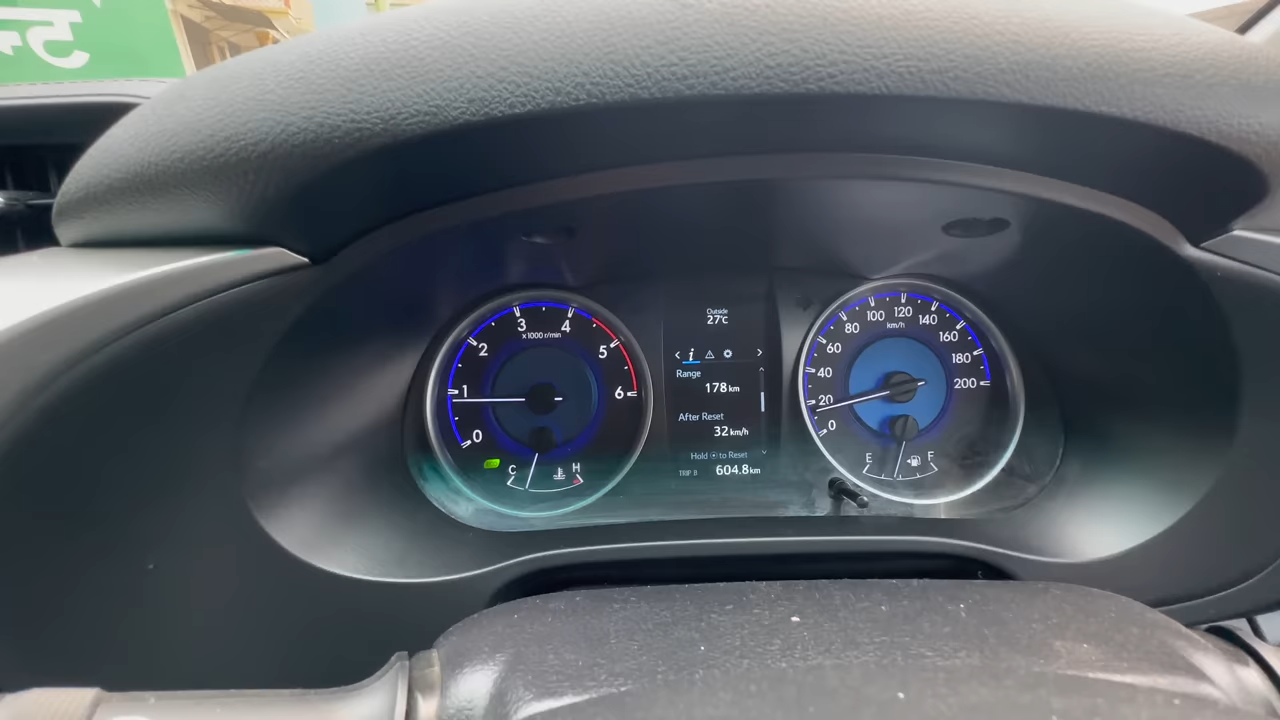 न्ट
Outside
27°C
Range
178 km
After Reset
32 km/h
Hold to Reset
TRIP B 604.8 km
0
1
2
3
4
5
6
x1000 r/min
C H
0
20
40
60
80
100
120
140
160
180
200
km/h
E F